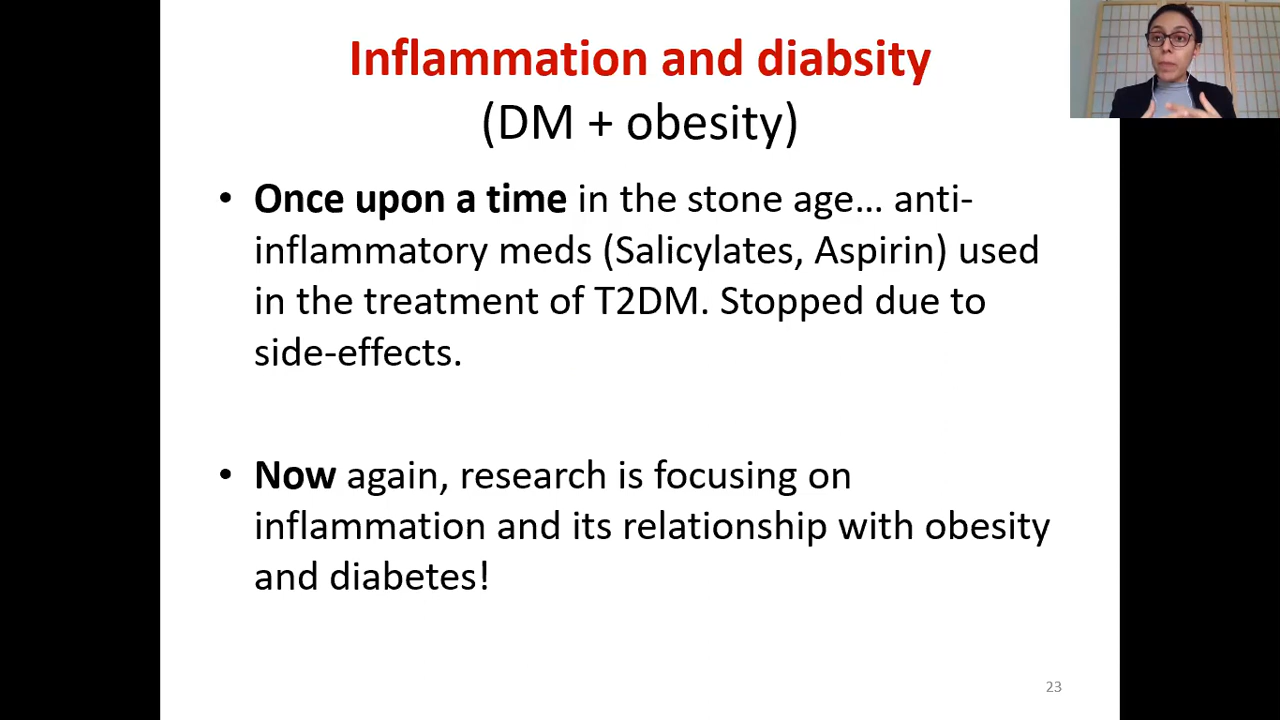 Inflammation and diabsity
(DM + obesity)
• Once upon a time in the stone age… anti-
inflammatory meds (Salicylates, Aspirin) used
in the treatment of T2DM. Stopped due to
side-effects.
• Now again, research is focusing on
inflammation and its relationship with obesity
and diabetes!
23